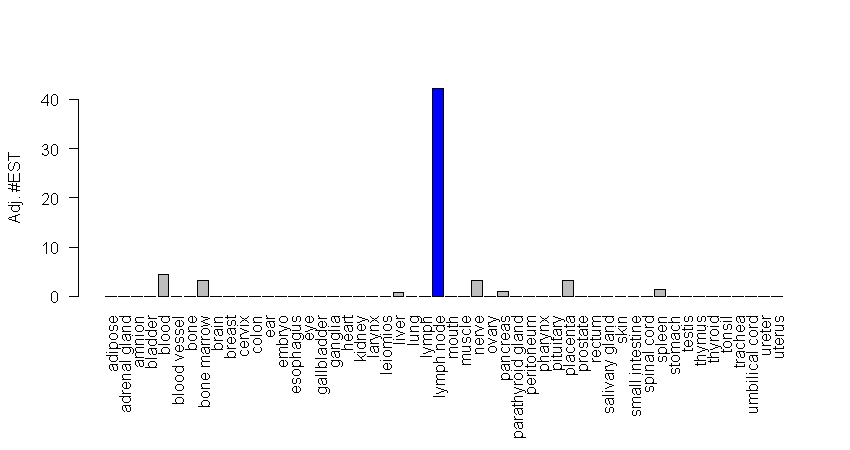 Adj. #EST
40
30
20
10
0
adipose
adrenal gland
amnion
bladder
blood
blood vessel
bone
bone marrow
brain
breast
cervix
colon
ear
embryo
esophagus
eye
gallbladder
ganglia
heart
kidney
larynx
leiomios
liver
lung
lymph
lymph node
mouth
muscle
nerve
ovary
pancreas
parathyroid gland
peritoneum
pharynx
pituitary
placenta
prostate
rectum
salivary gland
skin
small intestine
spinal cord
spleen
stomach
testis
thymus
thyroid
tonsil
trachea
umbilical cord
ureter
uterus